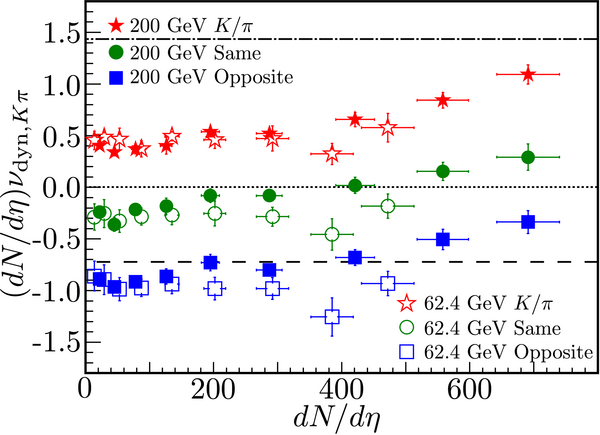 200 GeV K/π
200 GeV Same
200 GeV Opposite
1.5
1.0
0.5
0.0
-0.5
-1.0
-1.5
(dN/dη)ν_dyn,Kπ
62.4 GeV K/π
62.4 GeV Same
62.4 GeV Opposite
0 200 400 600
dN/dη